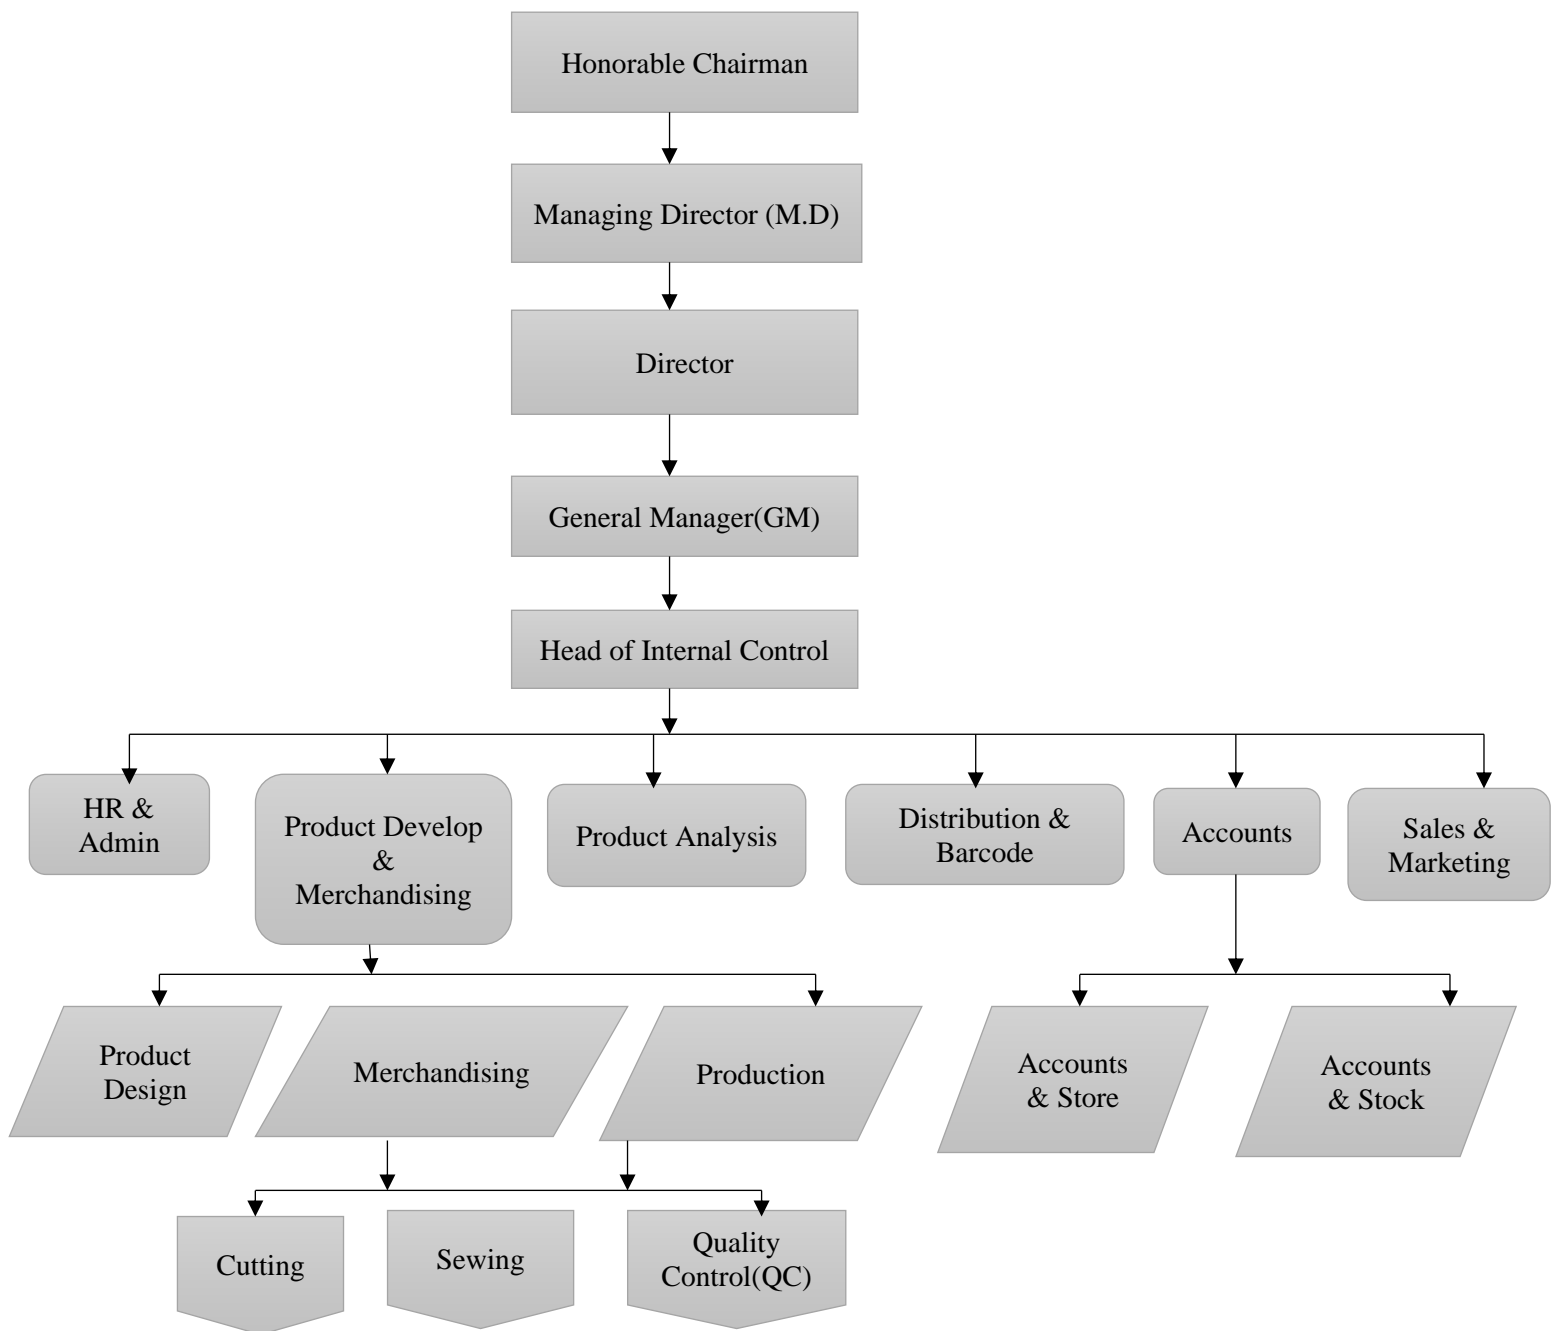 Honorable Chairman
Managing Director (M.D)
Director
General Manager(GM)
Head of Internal Control
HR &
Admin
Product Develop
&
Merchandising
Product Analysis
Distribution &
Barcode
Accounts
Sales &
Marketing
Product
Design
Merchandising
Production
Accounts
& Store
Accounts
& Stock
Cutting
Sewing
Quality
Control(QC)